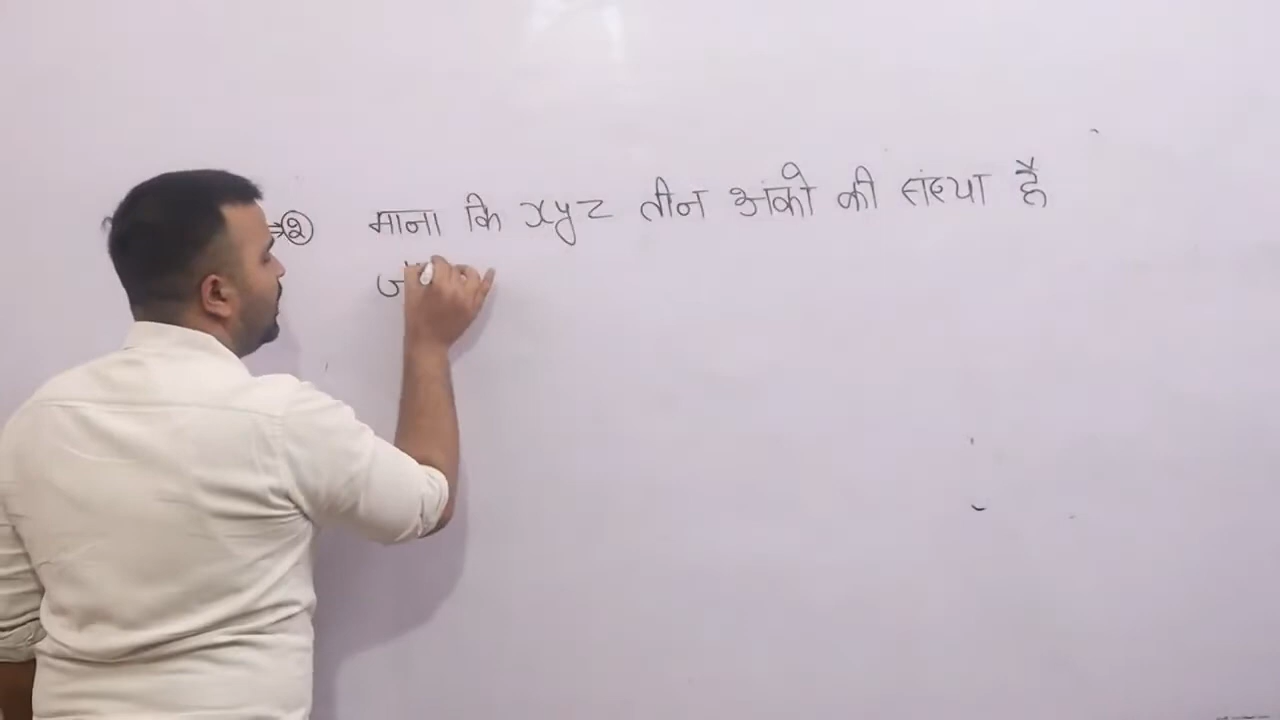 ⇒② माना कि xyz तीन अंको की संख्या है